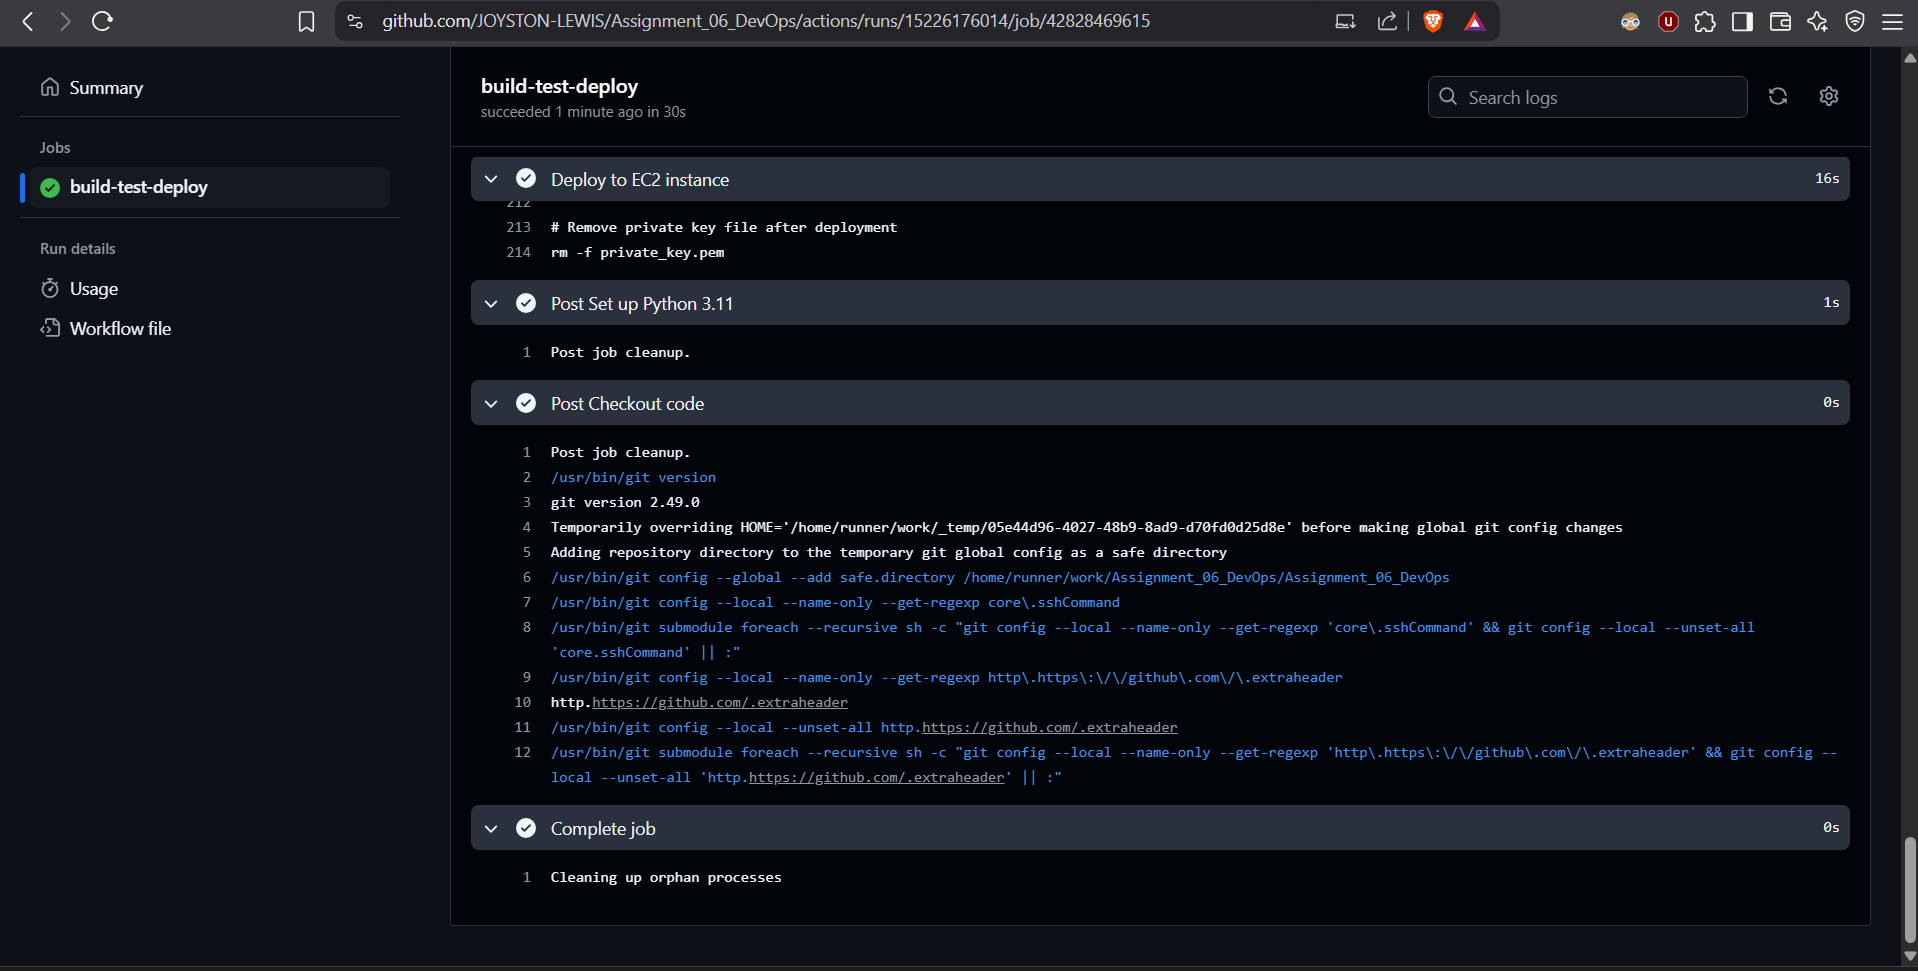 github.com/JOYSTON-LEWIS/Assignment_06_DevOps/actions/runs/15226176014/job/42828469615
Summary
Jobs
build-test-deploy
Run details
Usage
Workflow file
build-test-deploy
succeeded 1 minute ago in 30s
Search logs
Deploy to EC2 instance 16s
212
213 # Remove private key file after deployment
214 rm -f private_key.pem
Post Set up Python 3.11 1s
1 Post job cleanup.
Post Checkout code 0s
1 Post job cleanup.
2 /usr/bin/git version
3 git version 2.49.0
4 Temporarily overriding HOME='/home/runner/work/_temp/05e44d96-4027-48b9-8ad9-d70fd0d25d8e' before making global git config changes
5 Adding repository directory to the temporary git global config as a safe directory
6 /usr/bin/git config --global --add safe.directory /home/runner/work/Assignment_06_DevOps/Assignment_06_DevOps
7 /usr/bin/git config --local --name-only --get-regexp core\.sshCommand
8 /usr/bin/git submodule foreach --recursive sh -c "git config --local --name-only --get-regexp 'core\.sshCommand' && git config --local --unset-all
'core.sshCommand' || :"
9 /usr/bin/git config --local --name-only --get-regexp http\.https\:\/\/github\.com\/\.extraheader
10 http.https://github.com/.extraheader
11 /usr/bin/git config --local --unset-all http.https://github.com/.extraheader
12 /usr/bin/git submodule foreach --recursive sh -c "git config --local --name-only --get-regexp 'http\.https\:\/\/github\.com\/\.extraheader' && git config --
local --unset-all 'http.https://github.com/.extraheader' || :"
Complete job 0s
1 Cleaning up orphan processes